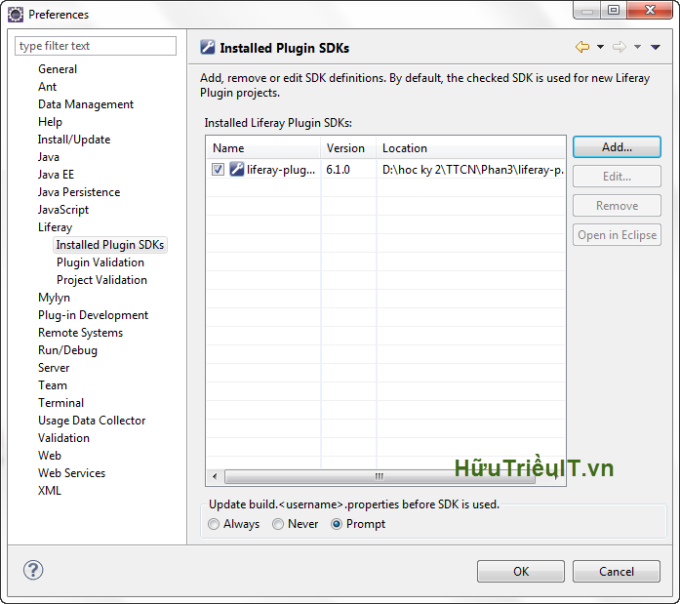 Preferences
type filter text
General
Ant
Data Management
Help
Install/Update
Java
Java EE
Java Persistence
JavaScript
Liferay
Installed Plugin SDKs
Plugin Validation
Project Validation
Mylyn
Plug-in Development
Remote Systems
Run/Debug
Server
Team
Terminal
Usage Data Collector
Validation
Web
Web Services
XML
Installed Plugin SDKs
Add, remove or edit SDK definitions. By default, the checked SDK is used for new Liferay
Plugin projects.
Installed Liferay Plugin SDKs:
Name Version Location
liferay-plug... 6.1.0 D:\hoc ky 2\TTCN\Phan3\liferay-p.
Add...
Edit...
Remove
Open in Eclipse
HữuTriềuIT.vn
Update build.<username>.properties before SDK is used.
Always Never Prompt
OK Cancel